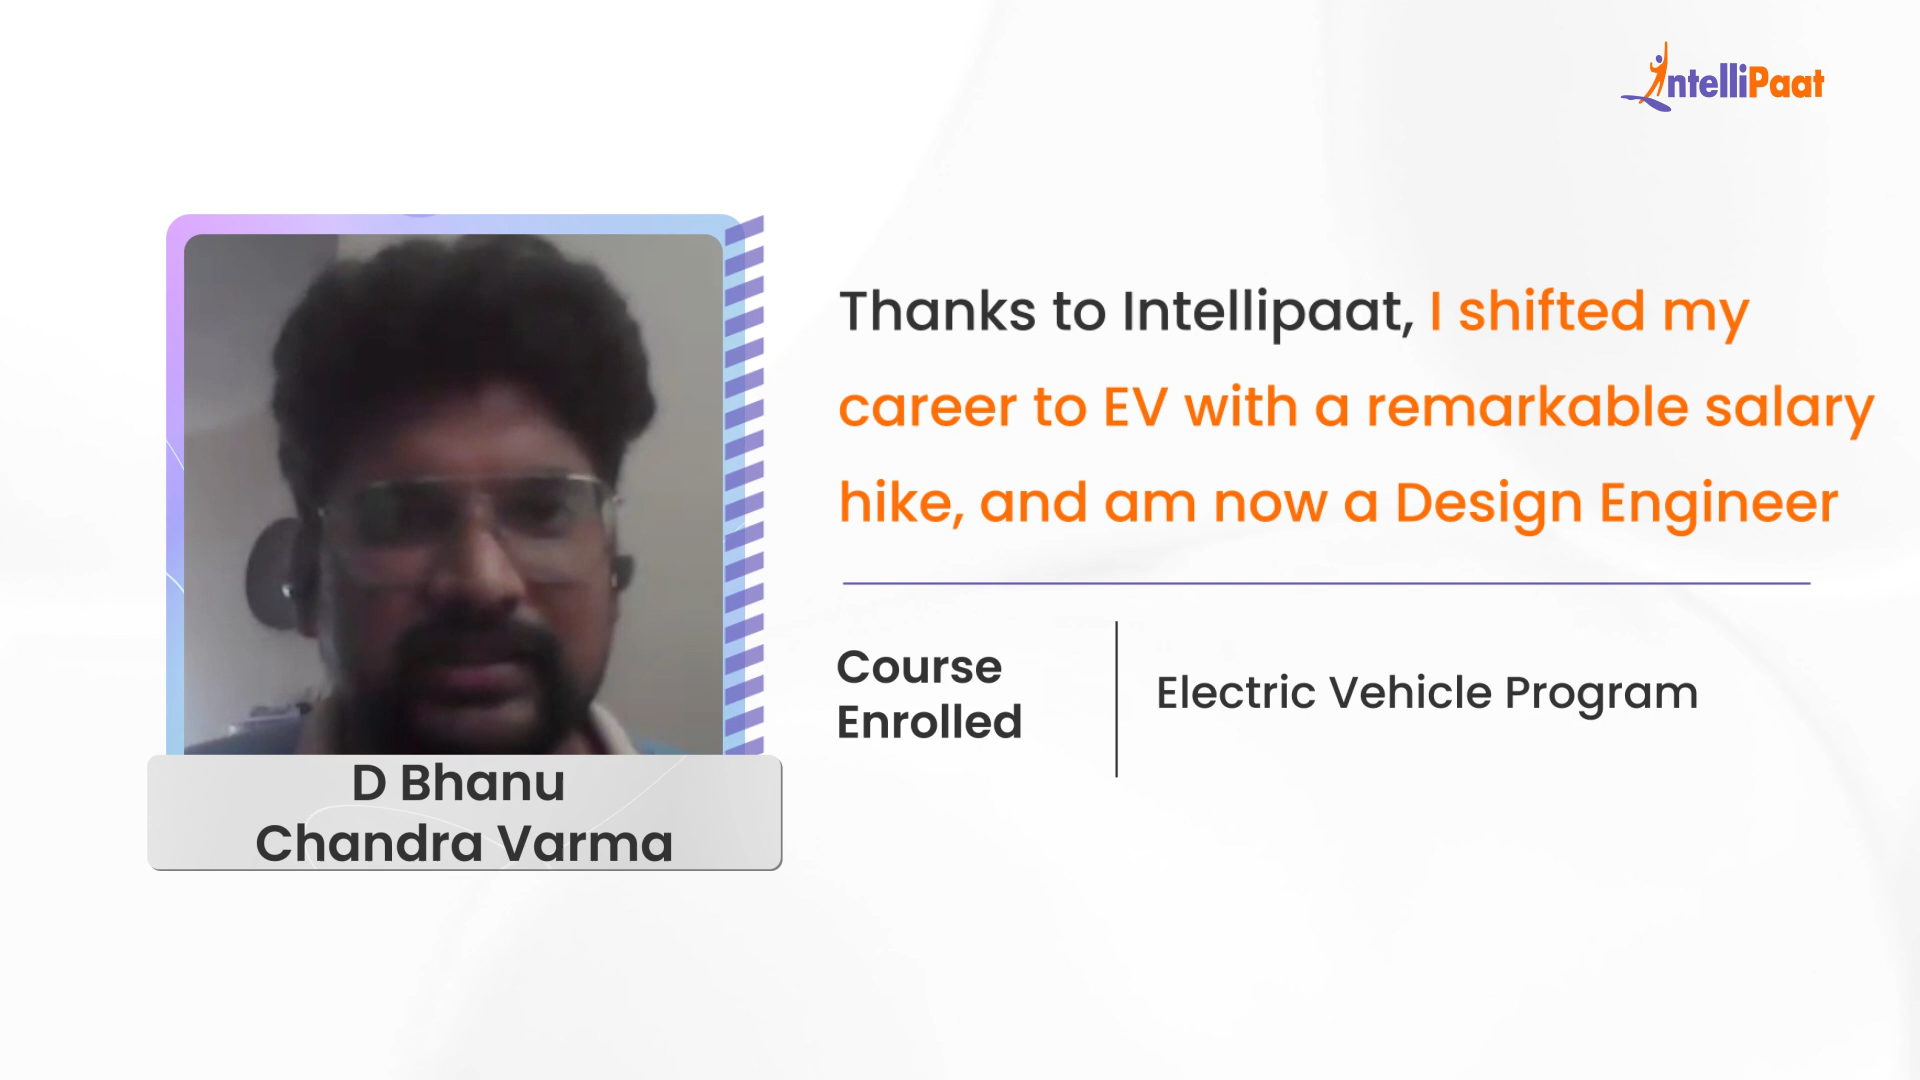 IntelliPaat
Thanks to Intellipaat, I shifted my
career to EV with a remarkable salary
hike, and am now a Design Engineer
Course
Enrolled
Electric Vehicle Program
D Bhanu
Chandra Varma